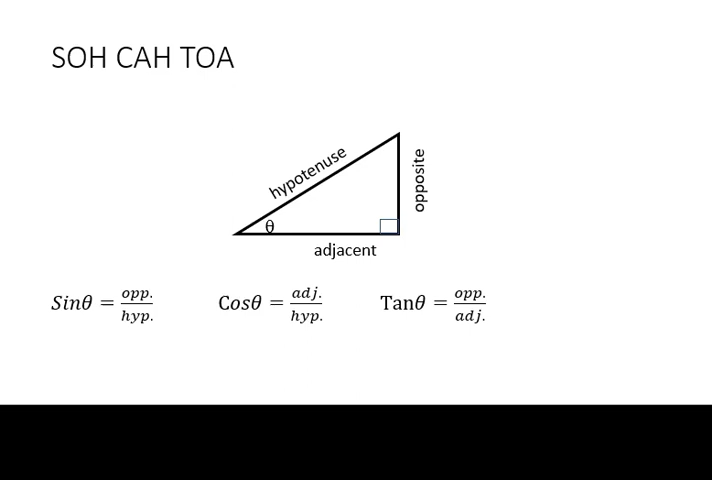 SOH CAH TOA
hypotenuse
opposite
θ
adjacent
Sinθ = opp./hyp.
Cosθ = adj./hyp.
Tanθ = opp./adj.